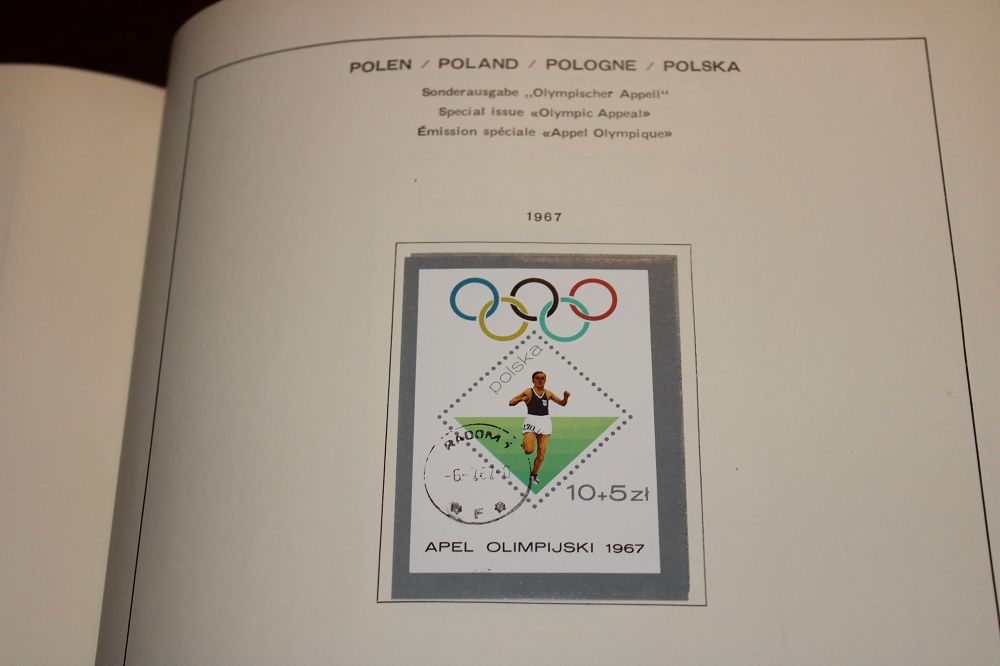 POLEN / POLAND / POLOGNE / POLSKA
Sonderausgabe „Olympischer Appell“
Special issue «Olympic Appeal»
Émission spéciale «Appel Olympique»
1967
polska
10+5 zł
F
APEL OLIMPIJSKI 1967